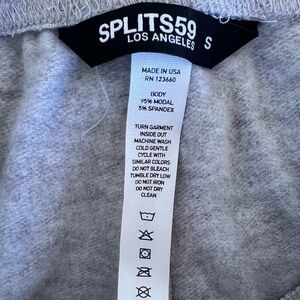 SPLITS59
LOS ANGELES
S
MADE IN USA
RN 123660
BODY
95% MODAL
5% SPANDEX
TURN GARMENT
INSIDE OUT
MACHINE WASH
COLD GENTLE
CYCLE WITH
SIMILAR COLORS
DO NOT BLEACH
TUMBLE DRY LOW
DO NOT IRON
DO NOT DRY
CLEAN